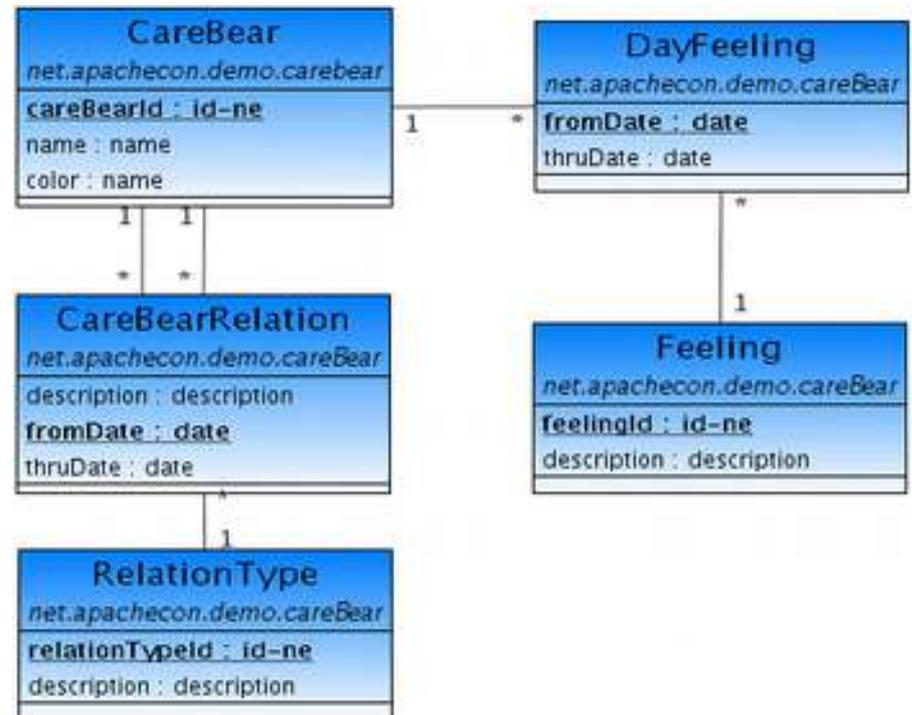 CareBear
net.apachecon.demo.carebear
careBearId : id-ne
name : name
color : name
1
*
1
1
*
*
DayFeeling
net.apachecon.demo.careBear
fromDate : date
thruDate : date
*
1
CareBearRelation
net.apachecon.demo.careBear
description : description
fromDate : date
thruDate : date
*
1
Feeling
net.apachecon.demo.careBear
feelingId : id-ne
description : description
RelationType
net.apachecon.demo.careBear
relationTypeId : id-ne
description : description